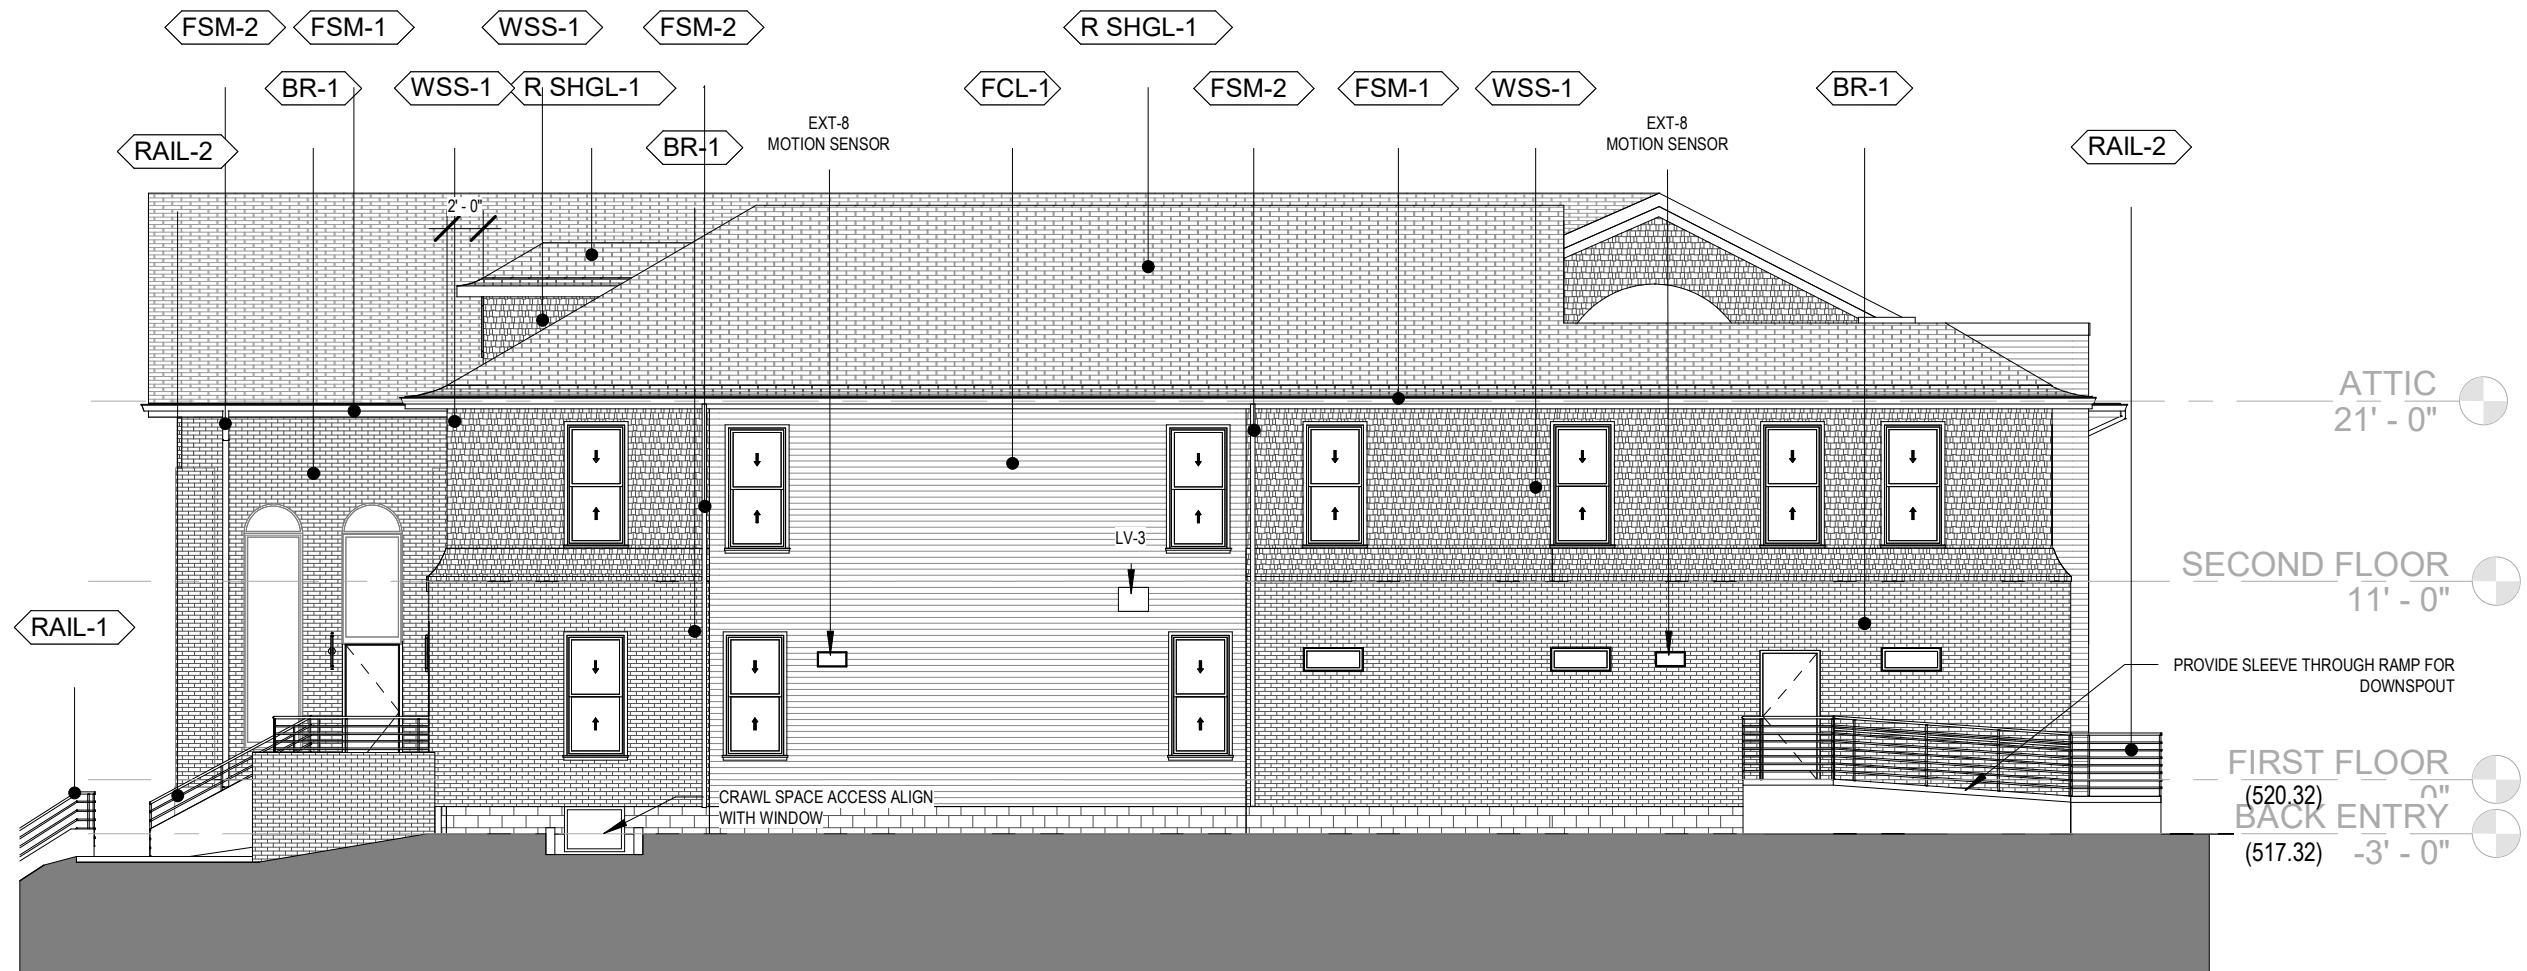 FSM-2
FSM-1
WSS-1
FSM-2
R SHGL-1
BR-1
WSS-1
R SHGL-1
FCL-1
FSM-2
FSM-1
WSS-1
BR-1
RAIL-2
BR-1
EXT-8
MOTION SENSOR
EXT-8
MOTION SENSOR
RAIL-2
2' - 0"
ATTIC
21' - 0"
LV-3
SECOND FLOOR
11' - 0"
RAIL-1
PROVIDE SLEEVE THROUGH RAMP FOR
DOWNSPOUT
FIRST FLOOR
(520.32) 0"
CRAWL SPACE ACCESS ALIGN
WITH WINDOW
BACK ENTRY
(517.32) -3' - 0"